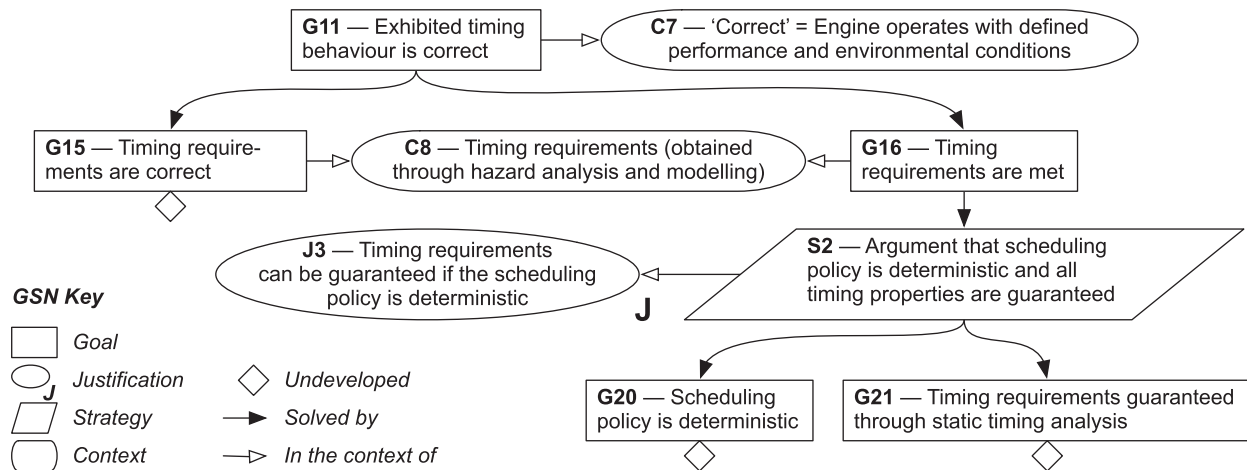 G11 — Exhibited timing
behaviour is correct
C7 — ‘Correct’ = Engine operates with defined
performance and environmental conditions
G15 — Timing require-
ments are correct
C8 — Timing requirements (obtained
through hazard analysis and modelling)
G16 — Timing
requirements are met
J3 — Timing requirements
can be guaranteed if the scheduling
policy is deterministic
J
S2 — Argument that scheduling
policy is deterministic and all
timing properties are guaranteed
G20 — Scheduling
policy is deterministic
G21 — Timing requirements guaranteed
through static timing analysis
GSN Key
Goal
J
Justification
Strategy
Context
Undeveloped
Solved by
In the context of